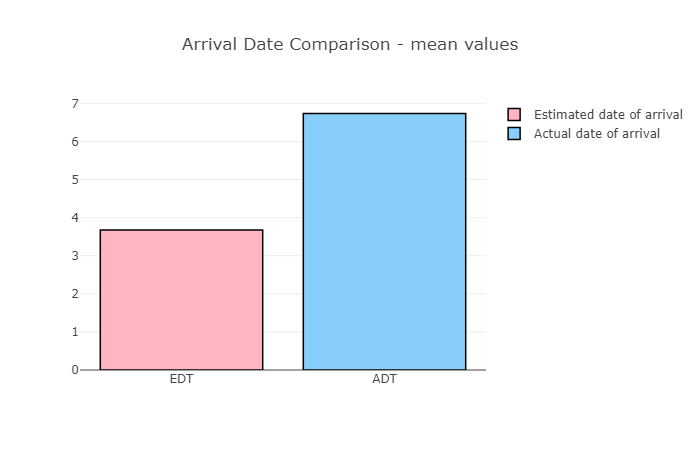 Arrival Date Comparison - mean values
7
6
5
4
3
2
1
0
EDT
ADT
Estimated date of arrival
Actual date of arrival